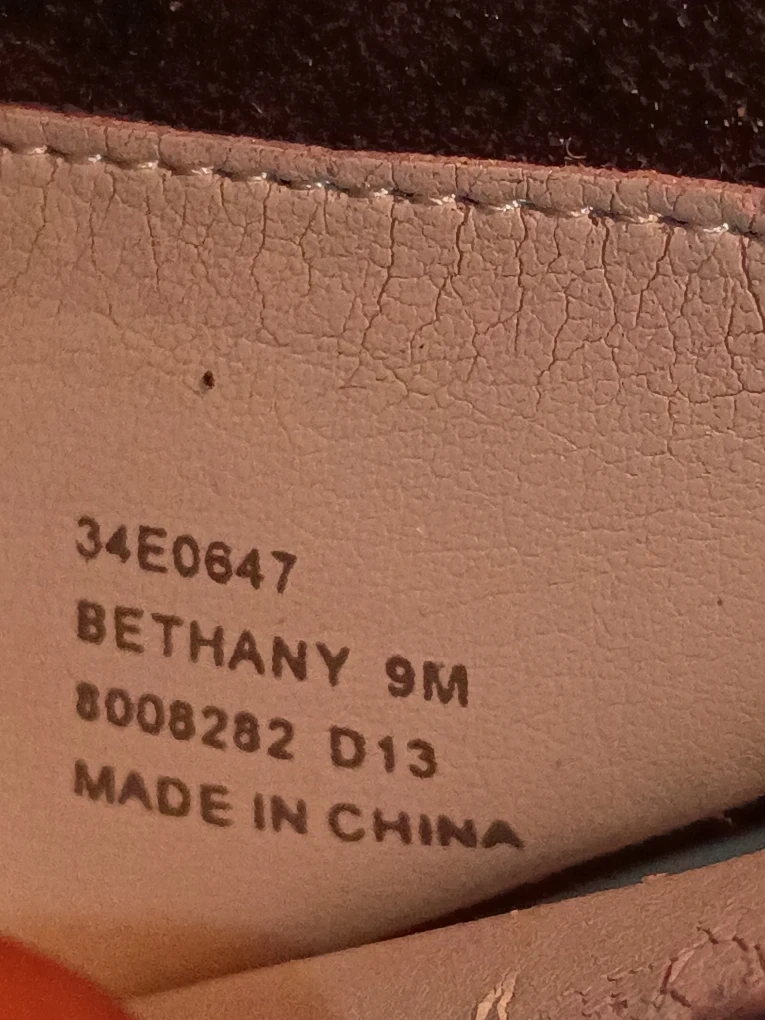 34E0647
BETHANY 9M
8008282 D13
MADE IN CHINA